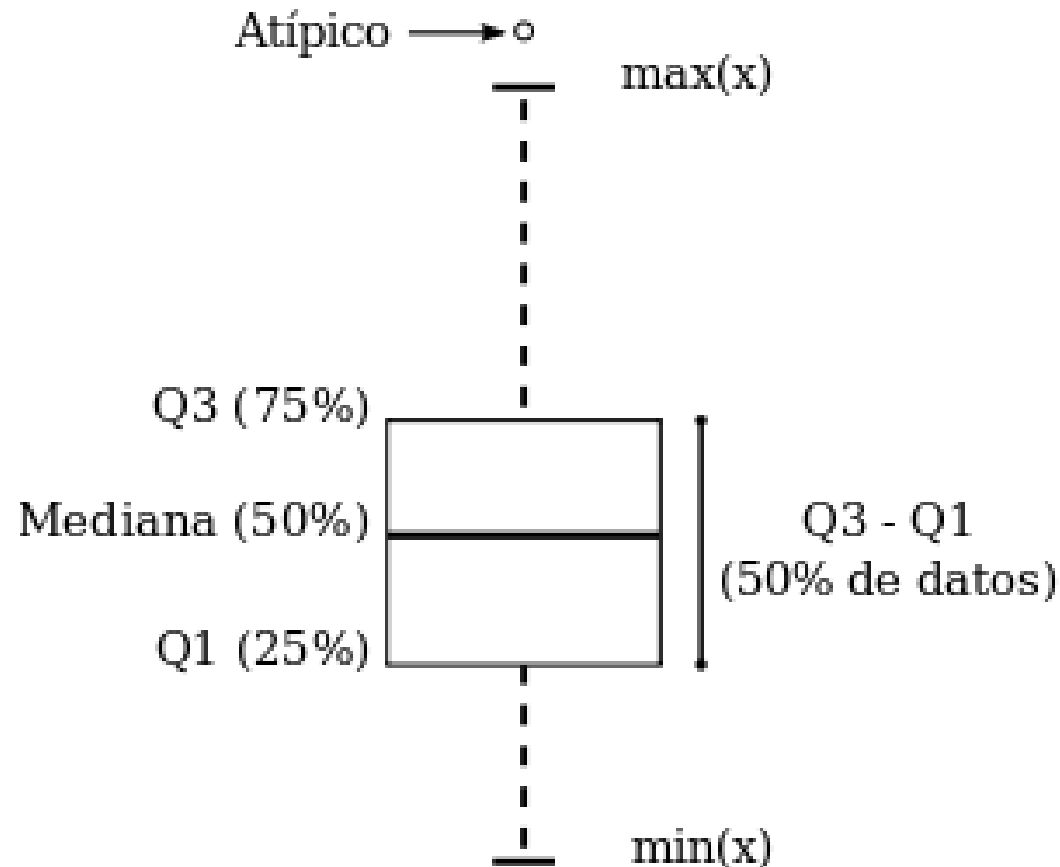 Atípico
max(x)
Q3 (75%)
Mediana (50%)
Q3 - Q1
(50% de datos)
Q1 (25%)
min(x)